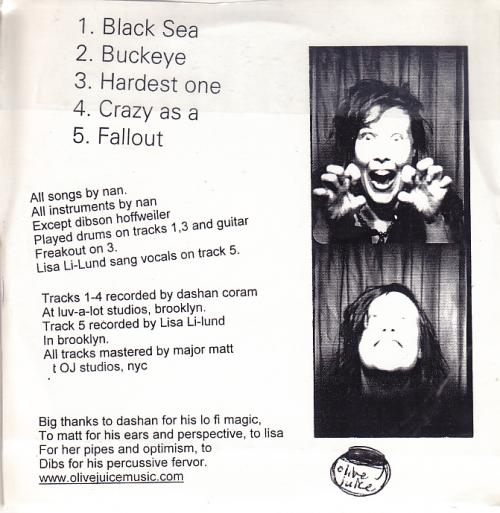 1. Black Sea
2. Buckeye
3. Hardest one
4. Crazy as a
5. Fallout
All songs by nan.
All instruments by nan
Except dibson hoffweiler
Played drums on tracks 1,3 and guitar
Freakout on 3.
Lisa Li-Lund sang vocals on track 5.
Tracks 1-4 recorded by dashan coram
At luv-a-lot studios, brooklyn.
Track 5 recorded by Lisa Li-lund
In brooklyn.
All tracks mastered by major matt
t OJ studios, nyc
Big thanks to dashan for his lo fi magic,
To matt for his ears and perspective, to lisa
For her pipes and optimism, to
Dibs for his percussive fervor.
www.olivejuicemusic.com
olive
juice